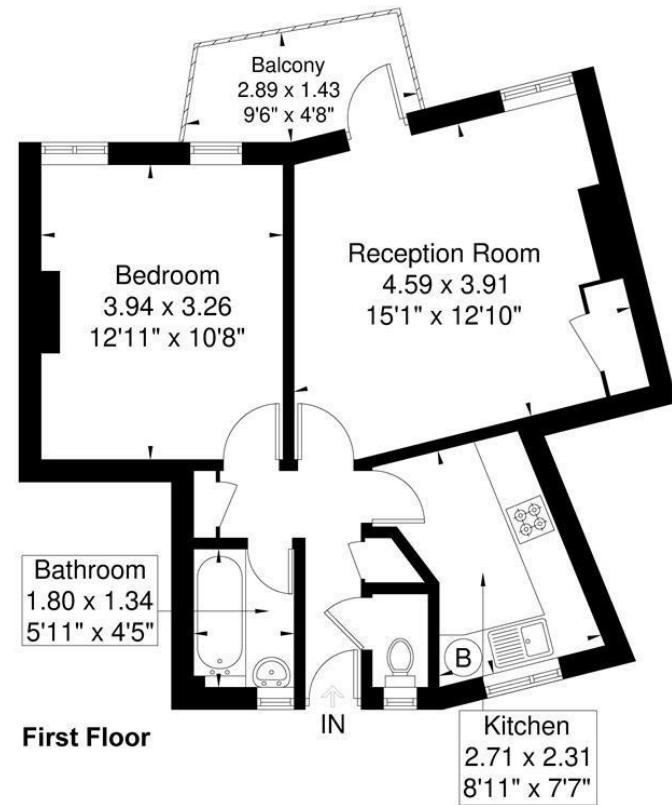 Balcony
2.89 x 1.43
9'6" x 4'8"
Reception Room
4.59 x 3.91
15'1" x 12'10"
Bedroom
3.94 x 3.26
12'11" x 10'8"
Bathroom
1.80 x 1.34
5'11" x 4'5"
B
IN
First Floor
Kitchen
2.71 x 2.31
8'11" x 7'7"